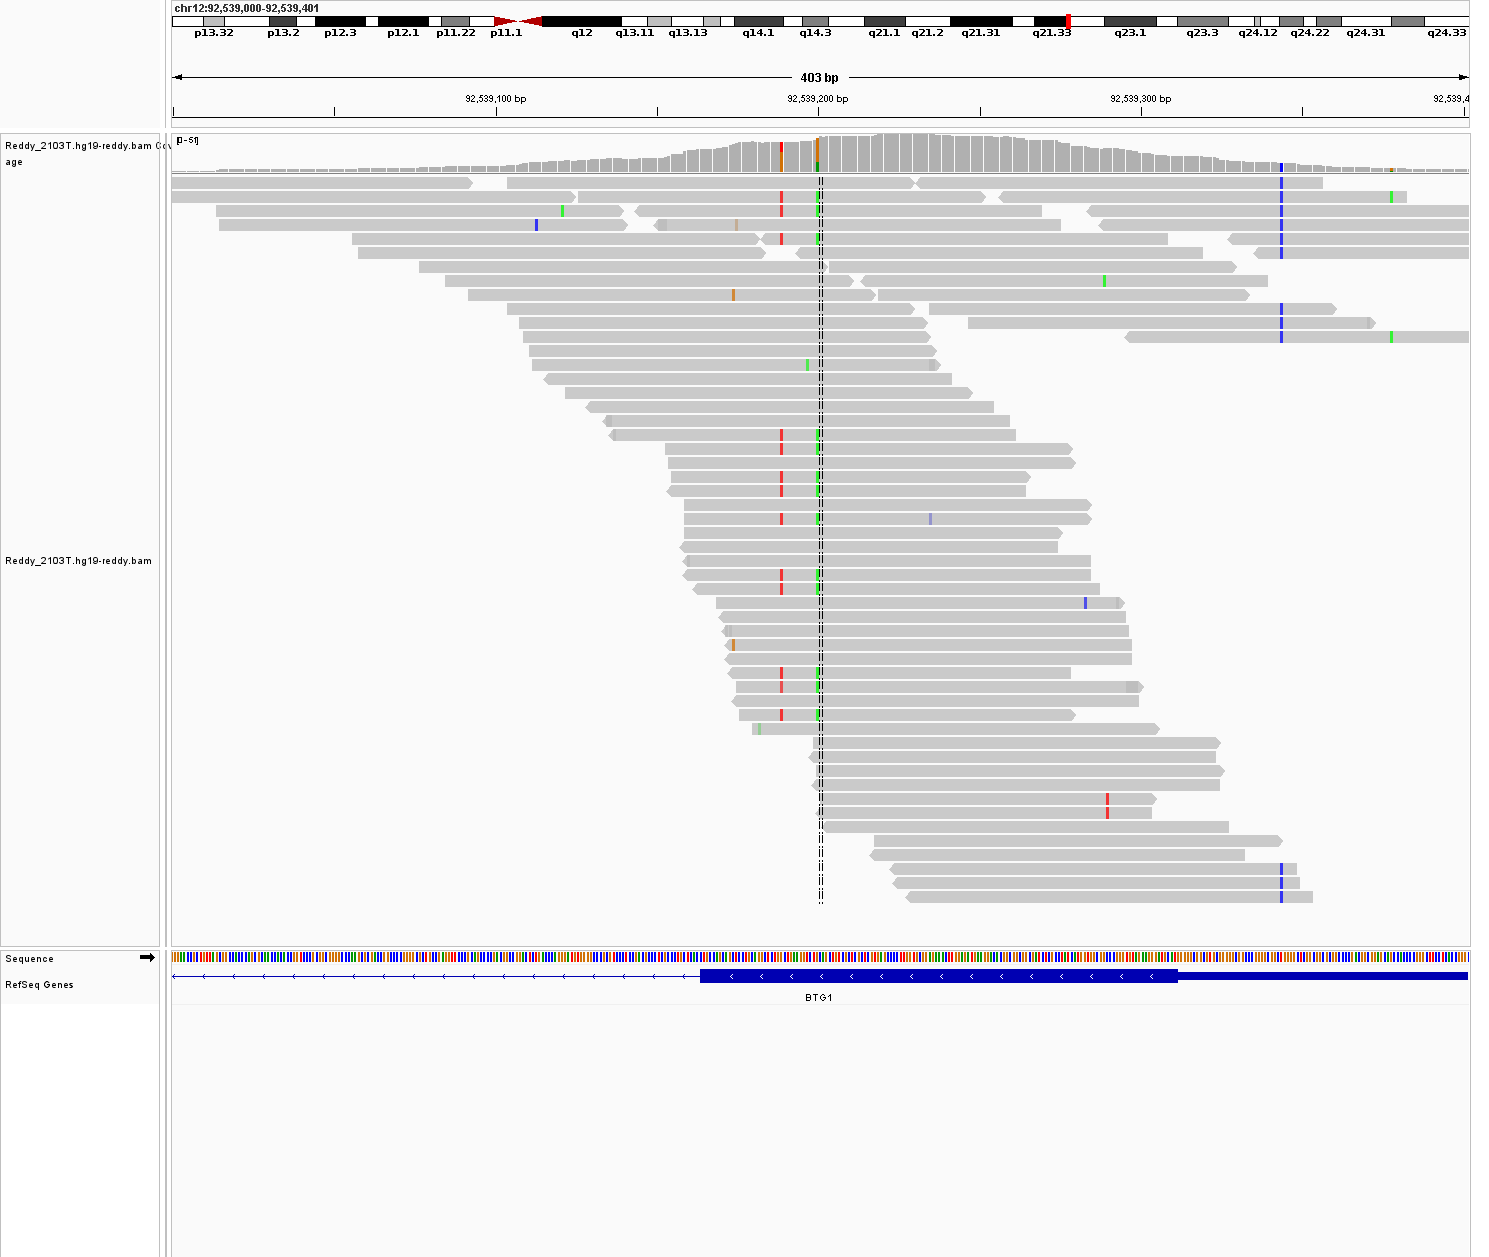 chr12:92,539,000-92,539,401
p13.32 p13.2 p12.3 p12.1 p11.22 p11.1 q12 q13.11 q13.13 q14.1 q14.3 q21.1 q21.2 q21.31 q21.33 q23.1 q23.3 q24.12 q24.22 q24.31 q24.33
403 bp
92,539,100 bp 92,539,200 bp 92,539,300 bp 92,539,4
[0-51]
Reddy_2103T.hg19-reddy.bam Cov
age
Reddy_2103T.hg19-reddy.bam
Sequence
RefSeq Genes
BTG1